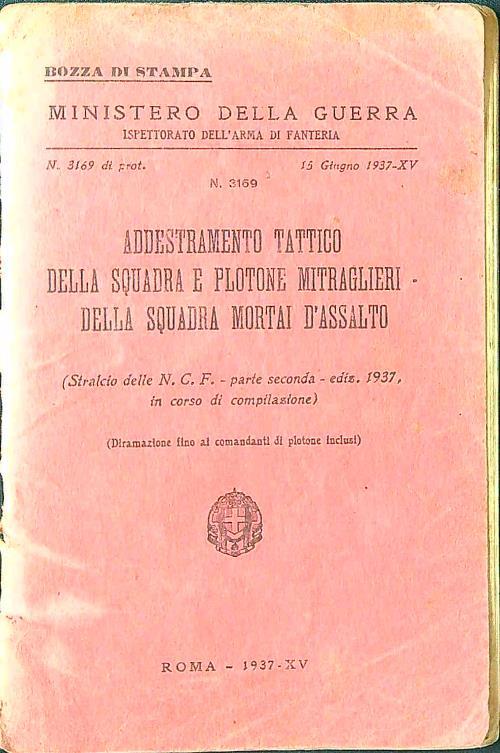 BOZZA DI STAMPA
MINISTERO DELLA GUERRA
ISPETTORATO DELL'ARMA DI FANTERIA
N. 3169 di prot. 15 Giugno 1937-XV
N. 3169
ADDESTRAMENTO TATTICO
DELLA SQUADRA E PLOTONE MITRAGLIERI -
DELLA SQUADRA MORTAI D'ASSALTO
(Stralcio delle N. C. F. - parte seconda - ediz. 1937,
in corso di compilazione)
(Diramazione fino ai comandanti di plotone inclusi)
ROMA - 1937-XV